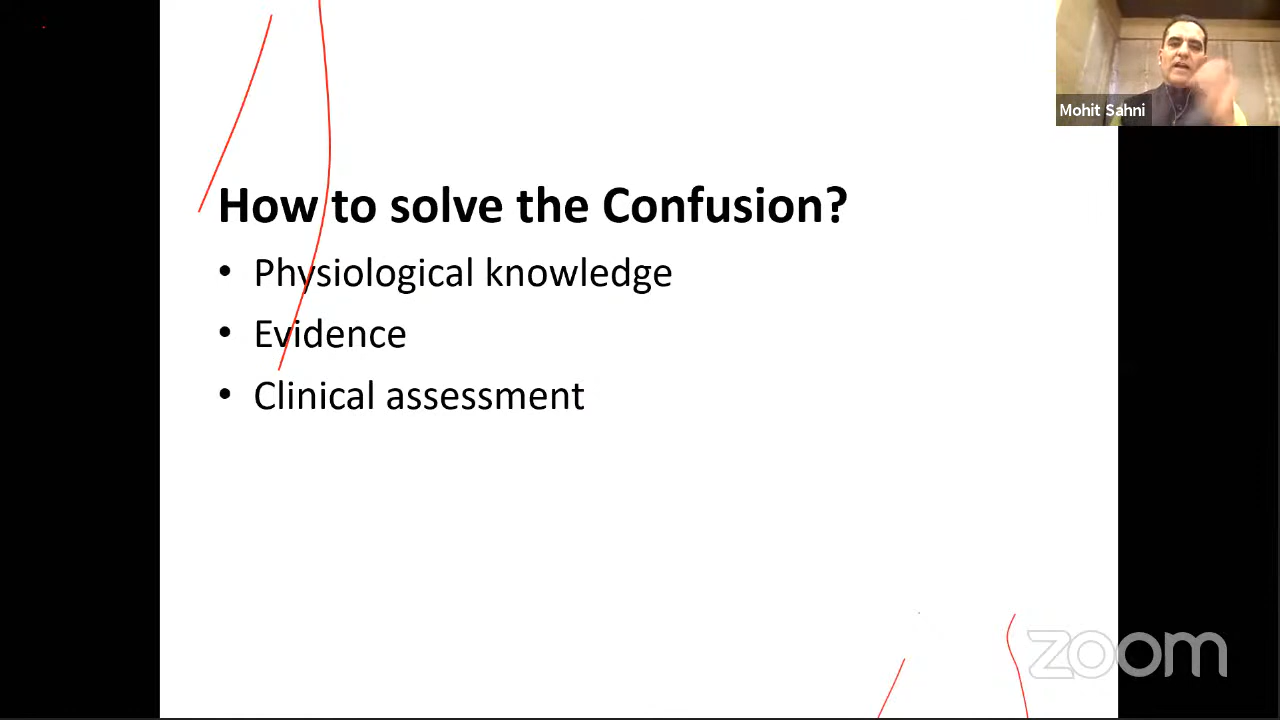 Mohit Sahni
How to solve the Confusion?
• Physiological knowledge
• Evidence
• Clinical assessment
zoom